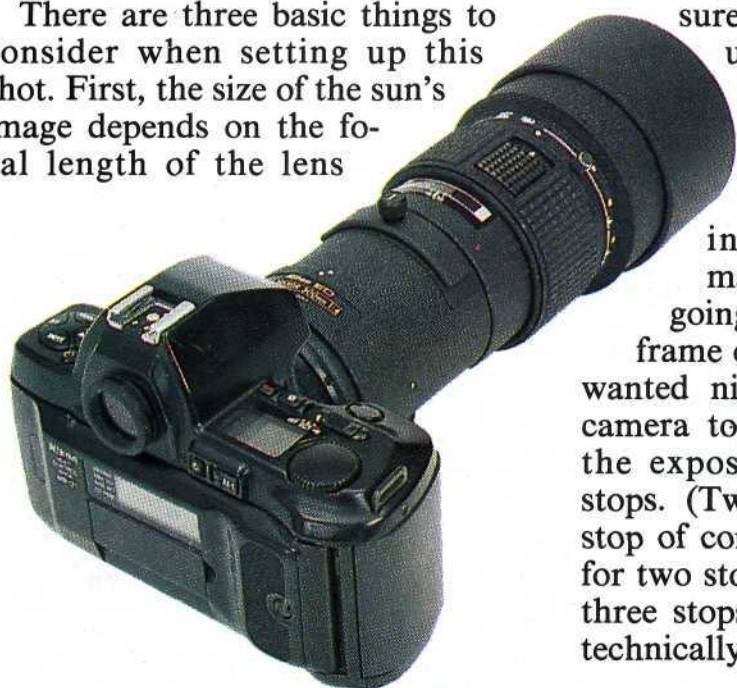 There are three basic things to
onsider when setting up this
hot. First, the size of the sun's
mage depends on the fo-
al length of the lens
sure
u
in
ma
going
frame o
wanted ni
camera to
the expos
stops. (Tw
stop of co
for two sto
three stops
technically
Nikon